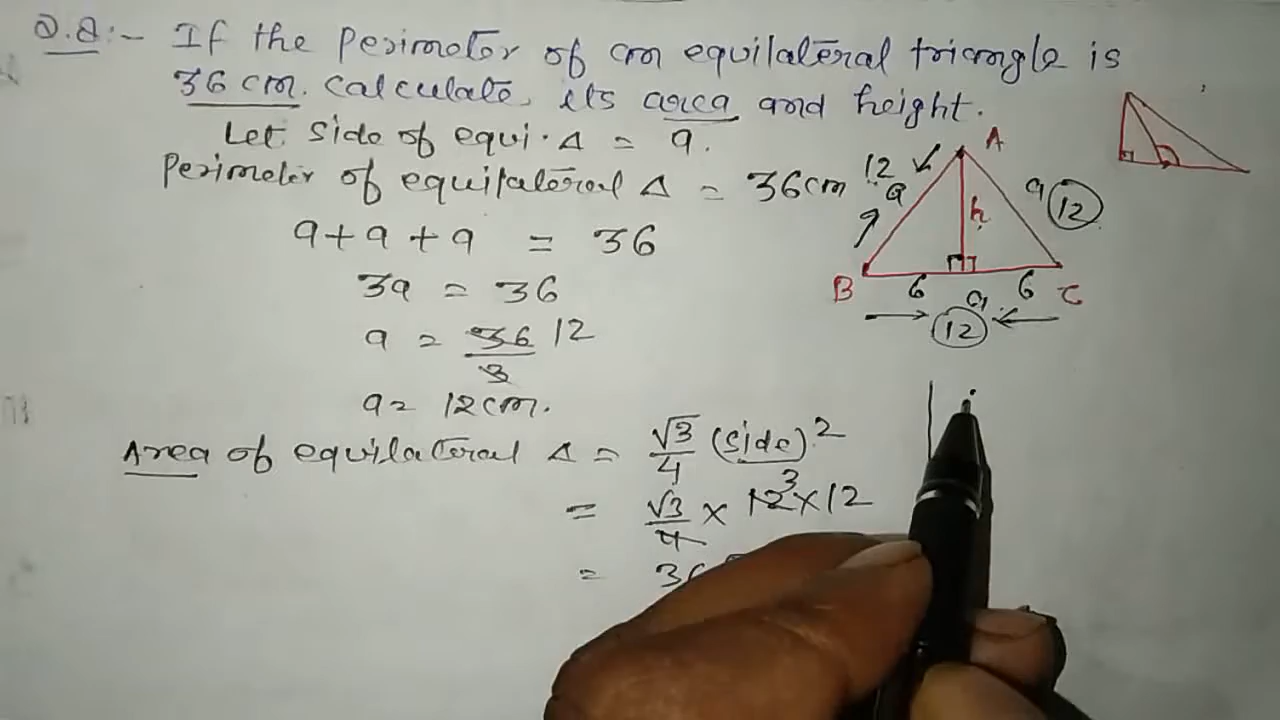 Q.8:- If the perimeter of an equilateral triangle is
36 cm. calculate its area and height.
Let side of equi. Δ = a.
Perimeter of equilateral Δ = 36cm
a + a + a = 36
3a = 36
a = 36/3 12
a = 12cm.
Area of equilateral Δ = √3/4 (side)²
= √3/4 × 12 3 × 12
= 36
A
12
a
a
12
h
B
6
a
6
C
12